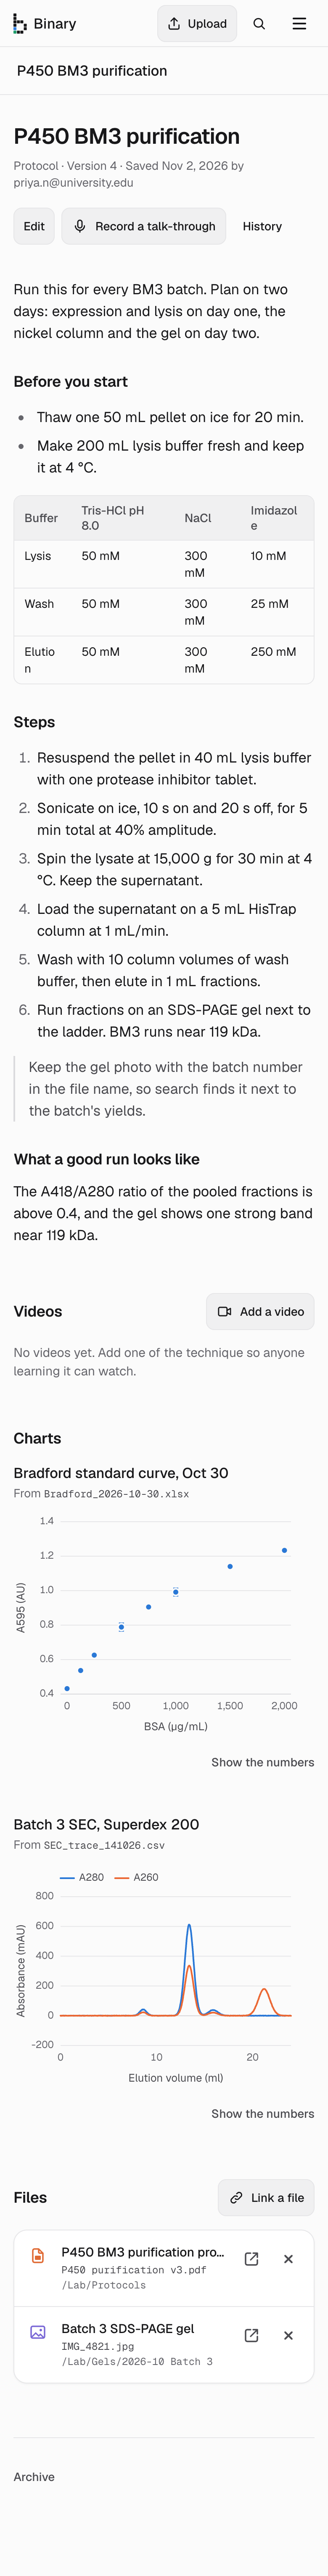 Binary
Upload
P450 BM3 purification
P450 BM3 purification
Protocol · Version 4 · Saved Nov 2, 2026 by
priya.n@university.edu
Edit
Record a talk-through
History
Run this for every BM3 batch. Plan on two
days: expression and lysis on day one, the
nickel column and the gel on day two.
Before you start
• Thaw one 50 mL pellet on ice for 20 min.
• Make 200 mL lysis buffer fresh and keep
it at 4 °C.
Buffer Tris-HCl pH 8.0 NaCl Imidazole
Lysis 50 mM 300 mM 10 mM
Wash 50 mM 300 mM 25 mM
Elution 50 mM 300 mM 250 mM
Steps
1. Resuspend the pellet in 40 mL lysis buffer
with one protease inhibitor tablet.
2. Sonicate on ice, 10 s on and 20 s off, for 5
min total at 40% amplitude.
3. Spin the lysate at 15,000 g for 30 min at 4
°C. Keep the supernatant.
4. Load the supernatant on a 5 mL HisTrap
column at 1 mL/min.
5. Wash with 10 column volumes of wash
buffer, then elute in 1 mL fractions.
6. Run fractions on an SDS-PAGE gel next to
the ladder. BM3 runs near 119 kDa.
Keep the gel photo with the batch number
in the file name, so search finds it next to
the batch's yields.
What a good run looks like
The A418/A280 ratio of the pooled fractions is
above 0.4, and the gel shows one strong band
near 119 kDa.
Videos
Add a video
No videos yet. Add one of the technique so anyone
learning it can watch.
Charts
Bradford standard curve, Oct 30
From Bradford_2026-10-30.xlsx
1.4
1.2
1.0
0.8
0.6
0.4
A595 (AU)
0 500 1,000 1,500 2,000
BSA (µg/mL)
Show the numbers
Batch 3 SEC, Superdex 200
From SEC_trace_141026.csv
A280 A260
800
600
400
200
0
-200
Absorbance (mAU)
0 10 20
Elution volume (ml)
Show the numbers
Files
Link a file
P450 BM3 purification pro...
P450 purification v3.pdf
/Lab/Protocols
Batch 3 SDS-PAGE gel
IMG_4821.jpg
/Lab/Gels/2026-10 Batch 3
Archive